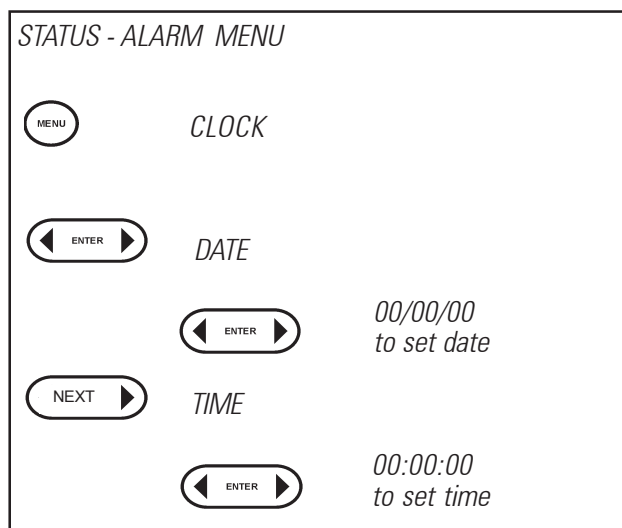 STATUS - ALARM MENU
MENU CLOCK
ENTER DATE
ENTER 00/00/00
to set date
NEXT TIME
ENTER 00:00:00
to set time